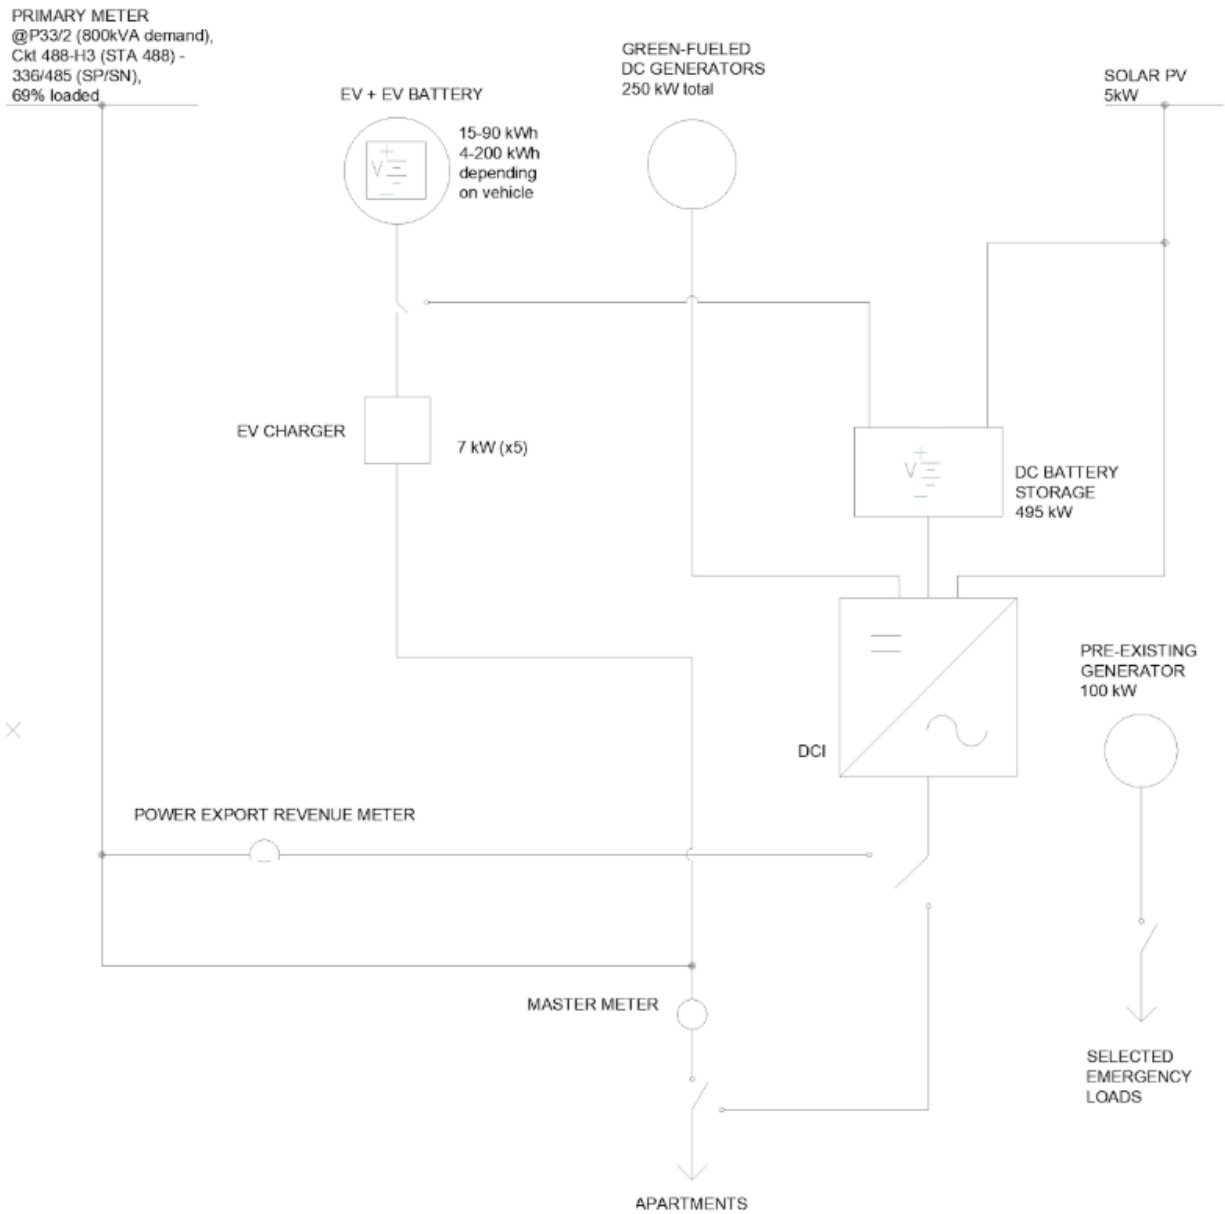 PRIMARY METER
@P33/2 (800kVA demand),
Ckt 488-H3 (STA 488) -
336/485 (SP/SN),
69% loaded
EV + EV BATTERY
15-90 kWh
4-200 kWh
depending
on vehicle
V
GREEN-FUELED
DC GENERATORS
250 kW total
SOLAR PV
5kW
EV CHARGER
7 kW (x5)
V
DC BATTERY
STORAGE
495 kW
DCI
PRE-EXISTING
GENERATOR
100 kW
POWER EXPORT REVENUE METER
MASTER METER
SELECTED
EMERGENCY
LOADS
APARTMENTS